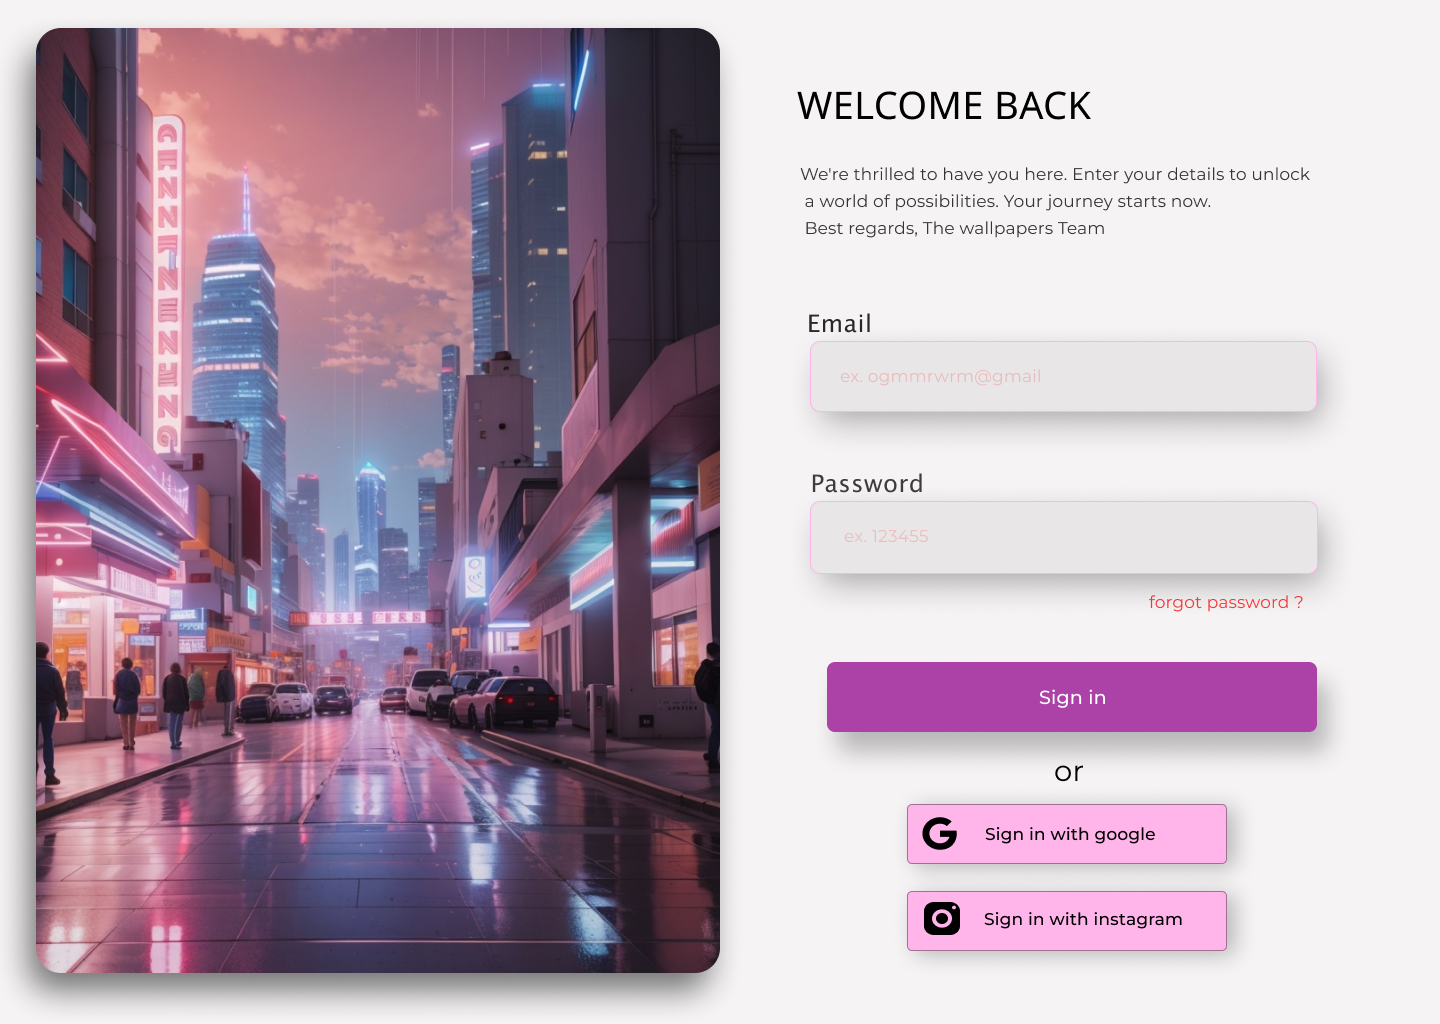 WELCOME BACK
We're thrilled to have you here. Enter your details to unlock
a world of possibilities. Your journey starts now.
Best regards, The wallpapers Team
Email
ex. ogmmrwrm@gmail
Password
ex. 123455
forgot password ?
Sign in
or
Sign in with google
Sign in with instagram